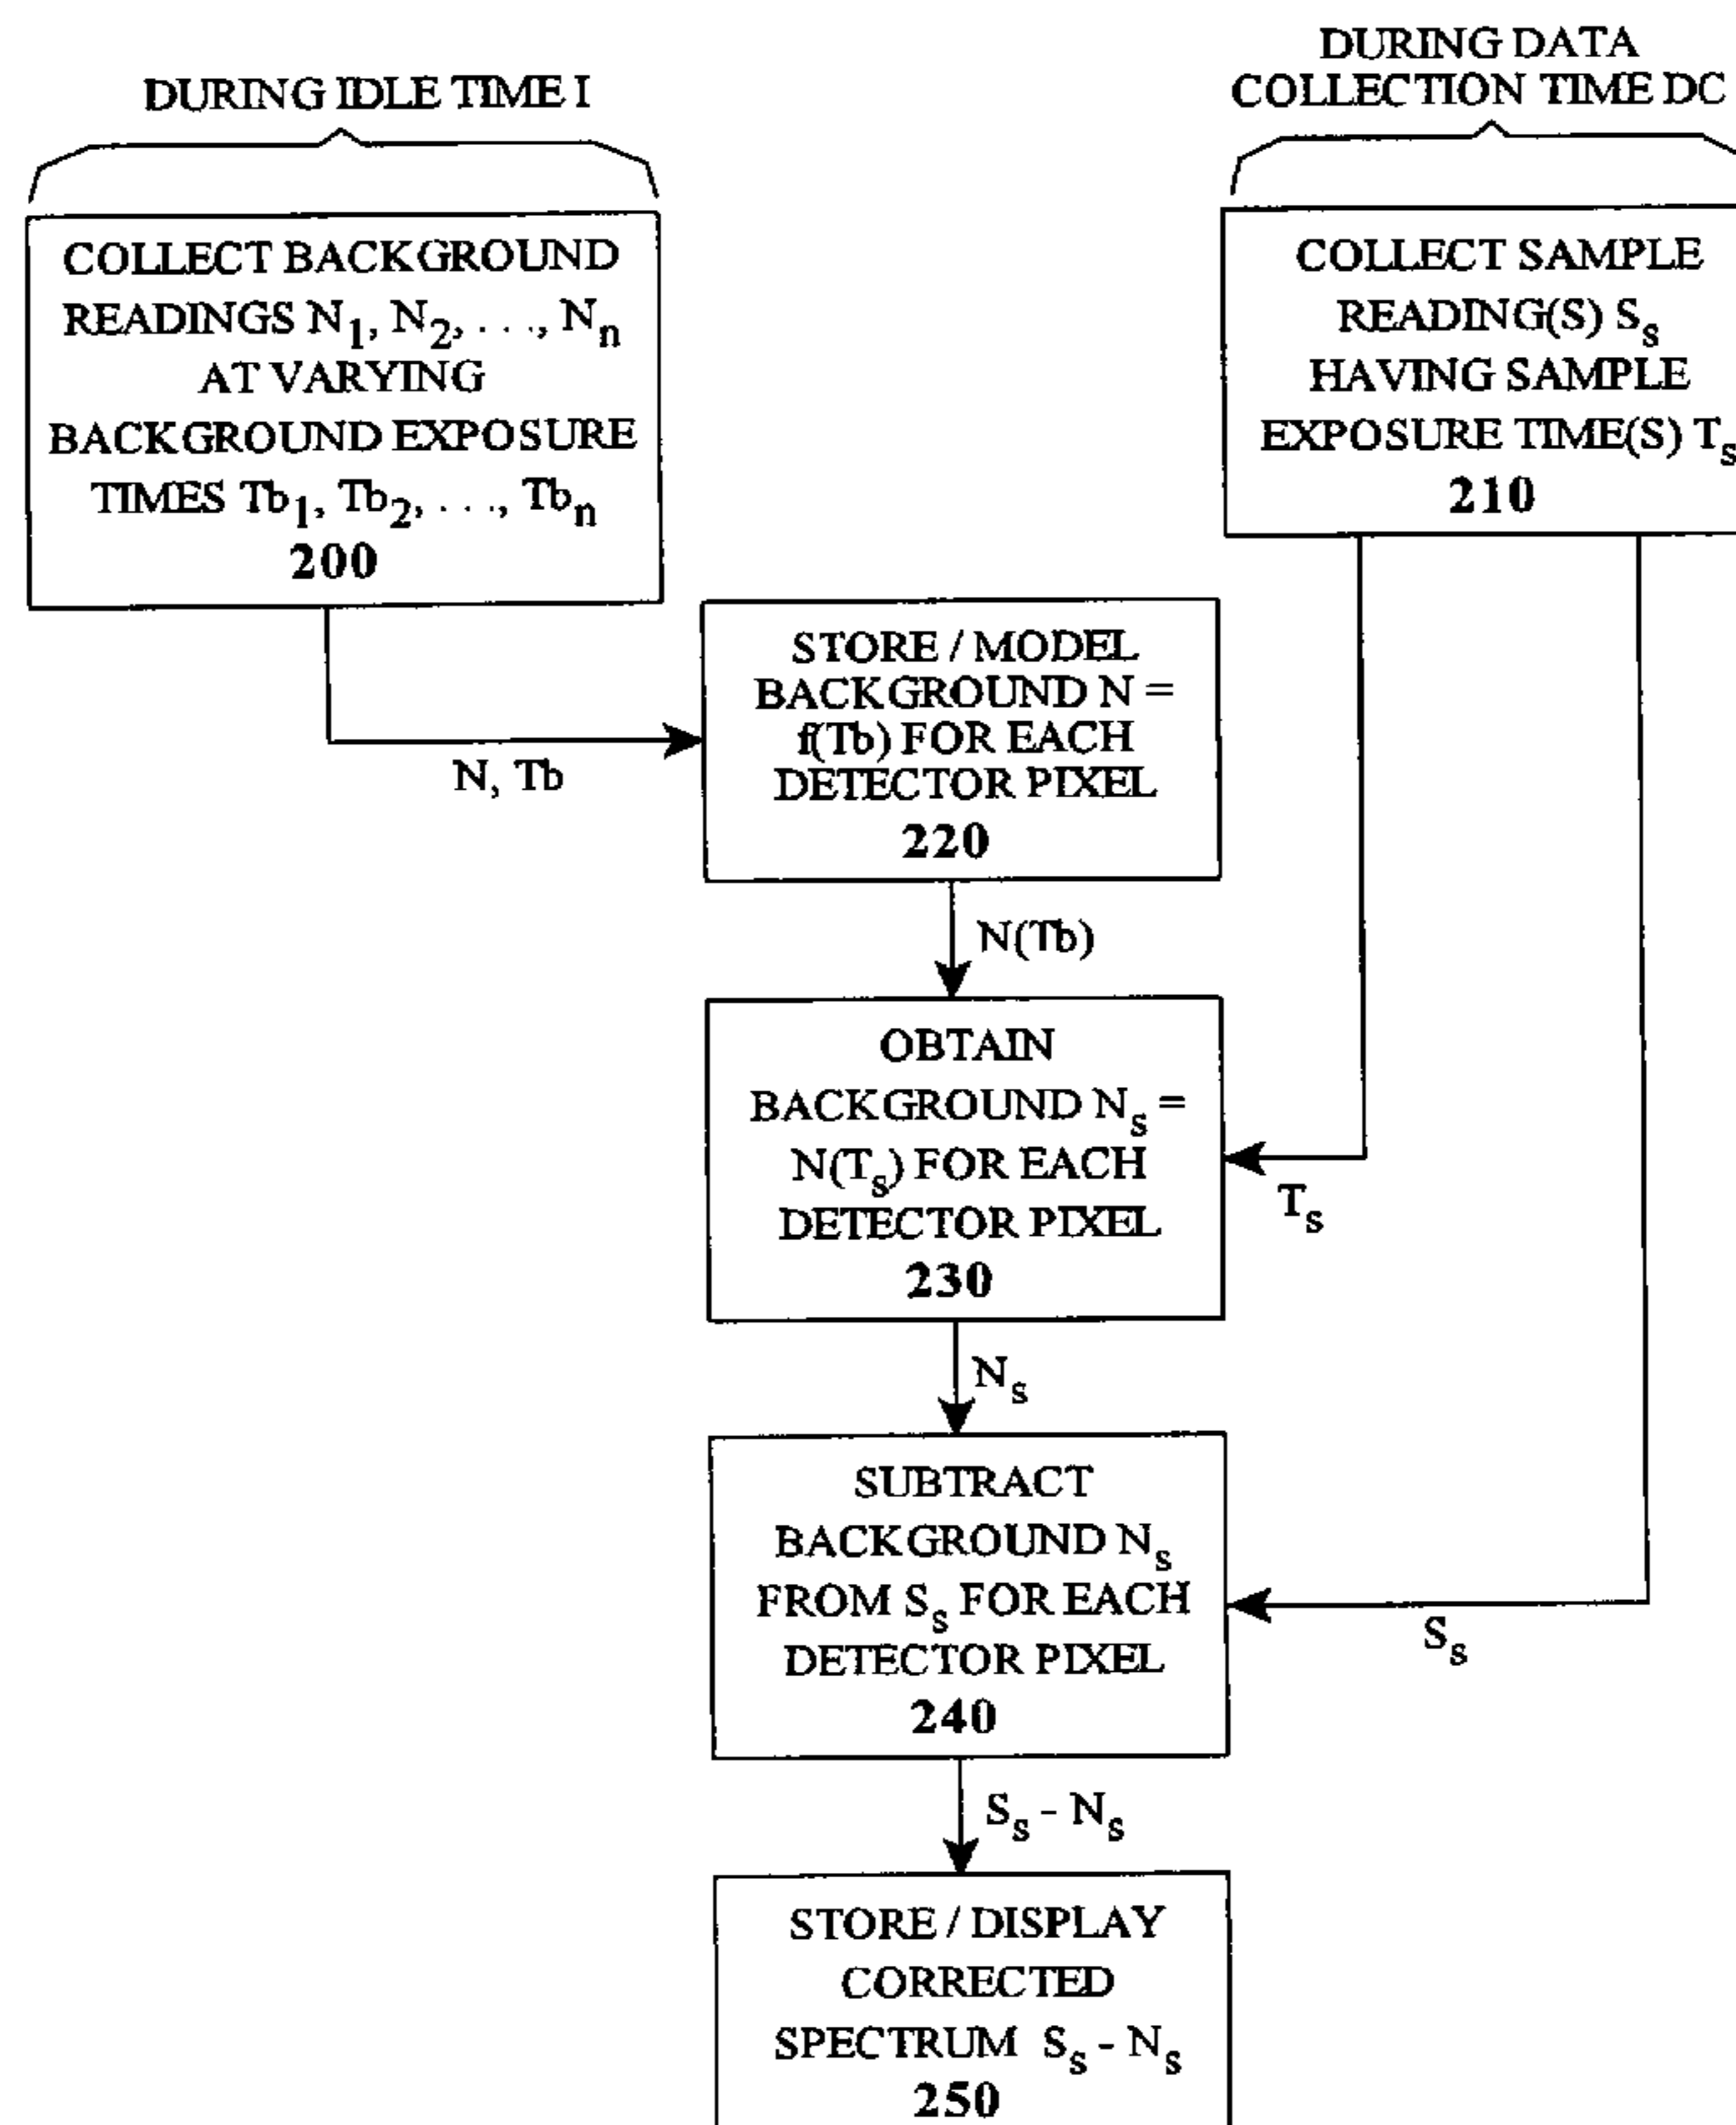 DURING IDLE TIME I
DURING DATA
COLLECTION TIME DC
COLLECT BACKGROUND
READINGS N1, N2, . . ., Nn
AT VARYING
BACKGROUND EXPOSURE
TIMES Tb1, Tb2, . . ., Tbn
200
COLLECT SAMPLE
READING(S) Ss
HAVING SAMPLE
EXPOSURE TIME(S) Ts
210
N, Tb
STORE / MODEL
BACKGROUND N =
f(Tb) FOR EACH
DETECTOR PIXEL
220
N(Tb)
OBTAIN
BACKGROUND Ns =
N(Ts) FOR EACH
DETECTOR PIXEL
230
Ts
Ns
SUBTRACT
BACKGROUND Ns
FROM Ss FOR EACH
DETECTOR PIXEL
240
Ss
Ss - Ns
STORE / DISPLAY
CORRECTED
SPECTRUM Ss - Ns
250